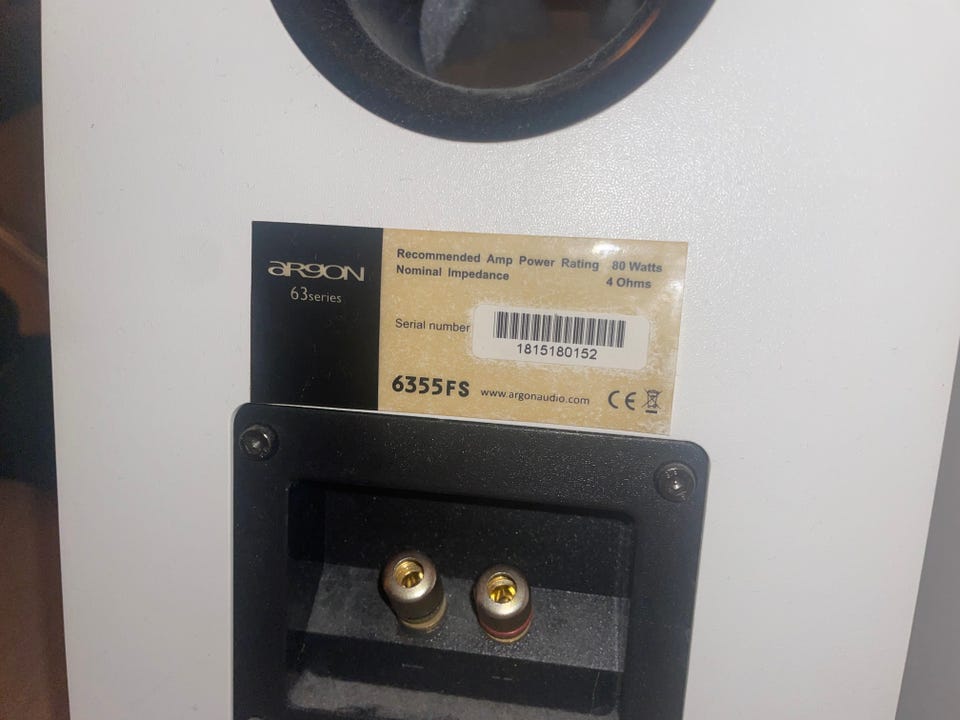 ARGON
63series
Recommended Amp Power Rating 80 Watts
Nominal Impedance 4 Ohms
Serial number
1815180152
6355FS www.argonaudio.com CE